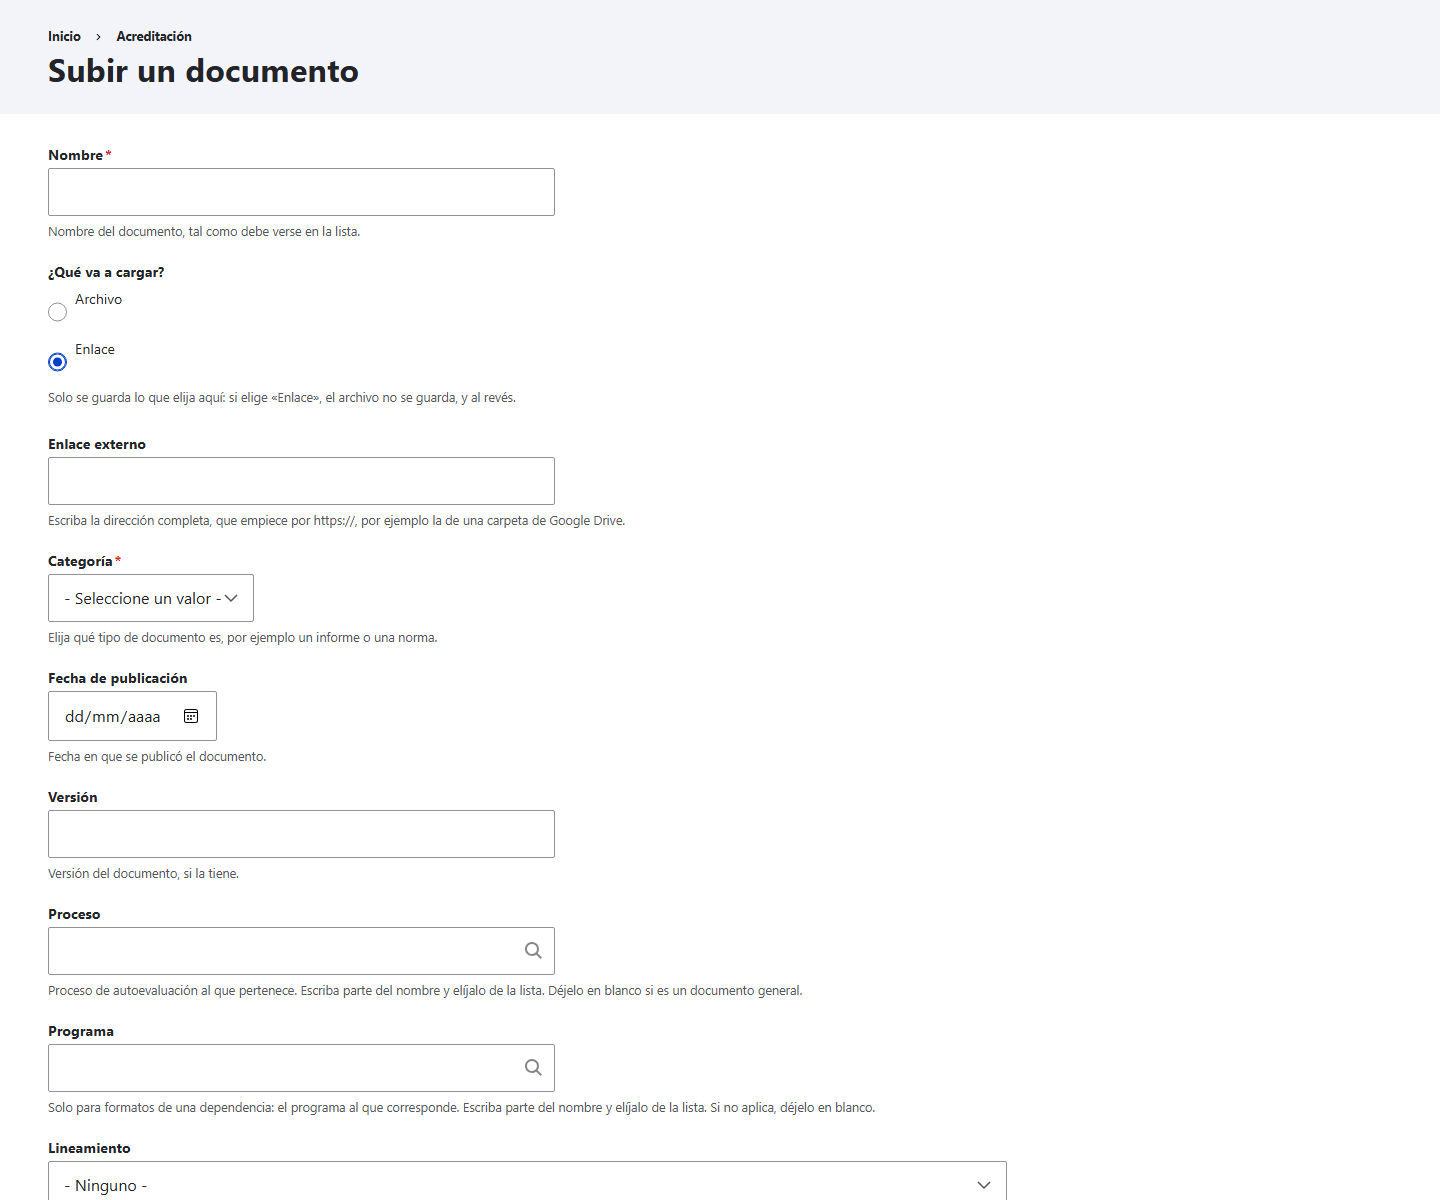 Inicio › Acreditación
Subir un documento
Nombre*
Nombre del documento, tal como debe verse en la lista.
¿Qué va a cargar?
Archivo
Enlace
Solo se guarda lo que elija aquí: si elige «Enlace», el archivo no se guarda, y al revés.
Enlace externo
Escriba la dirección completa, que empiece por https://, por ejemplo la de una carpeta de Google Drive.
Categoría*
- Seleccione un valor -
Elija qué tipo de documento es, por ejemplo un informe o una norma.
Fecha de publicación
dd/mm/aaaa
Fecha en que se publicó el documento.
Versión
Versión del documento, si la tiene.
Proceso
Proceso de autoevaluación al que pertenece. Escriba parte del nombre y elíjalo de la lista. Déjelo en blanco si es un documento general.
Programa
Solo para formatos de una dependencia: el programa al que corresponde. Escriba parte del nombre y elíjalo de la lista. Si no aplica, déjelo en blanco.
Lineamiento
- Ninguno -